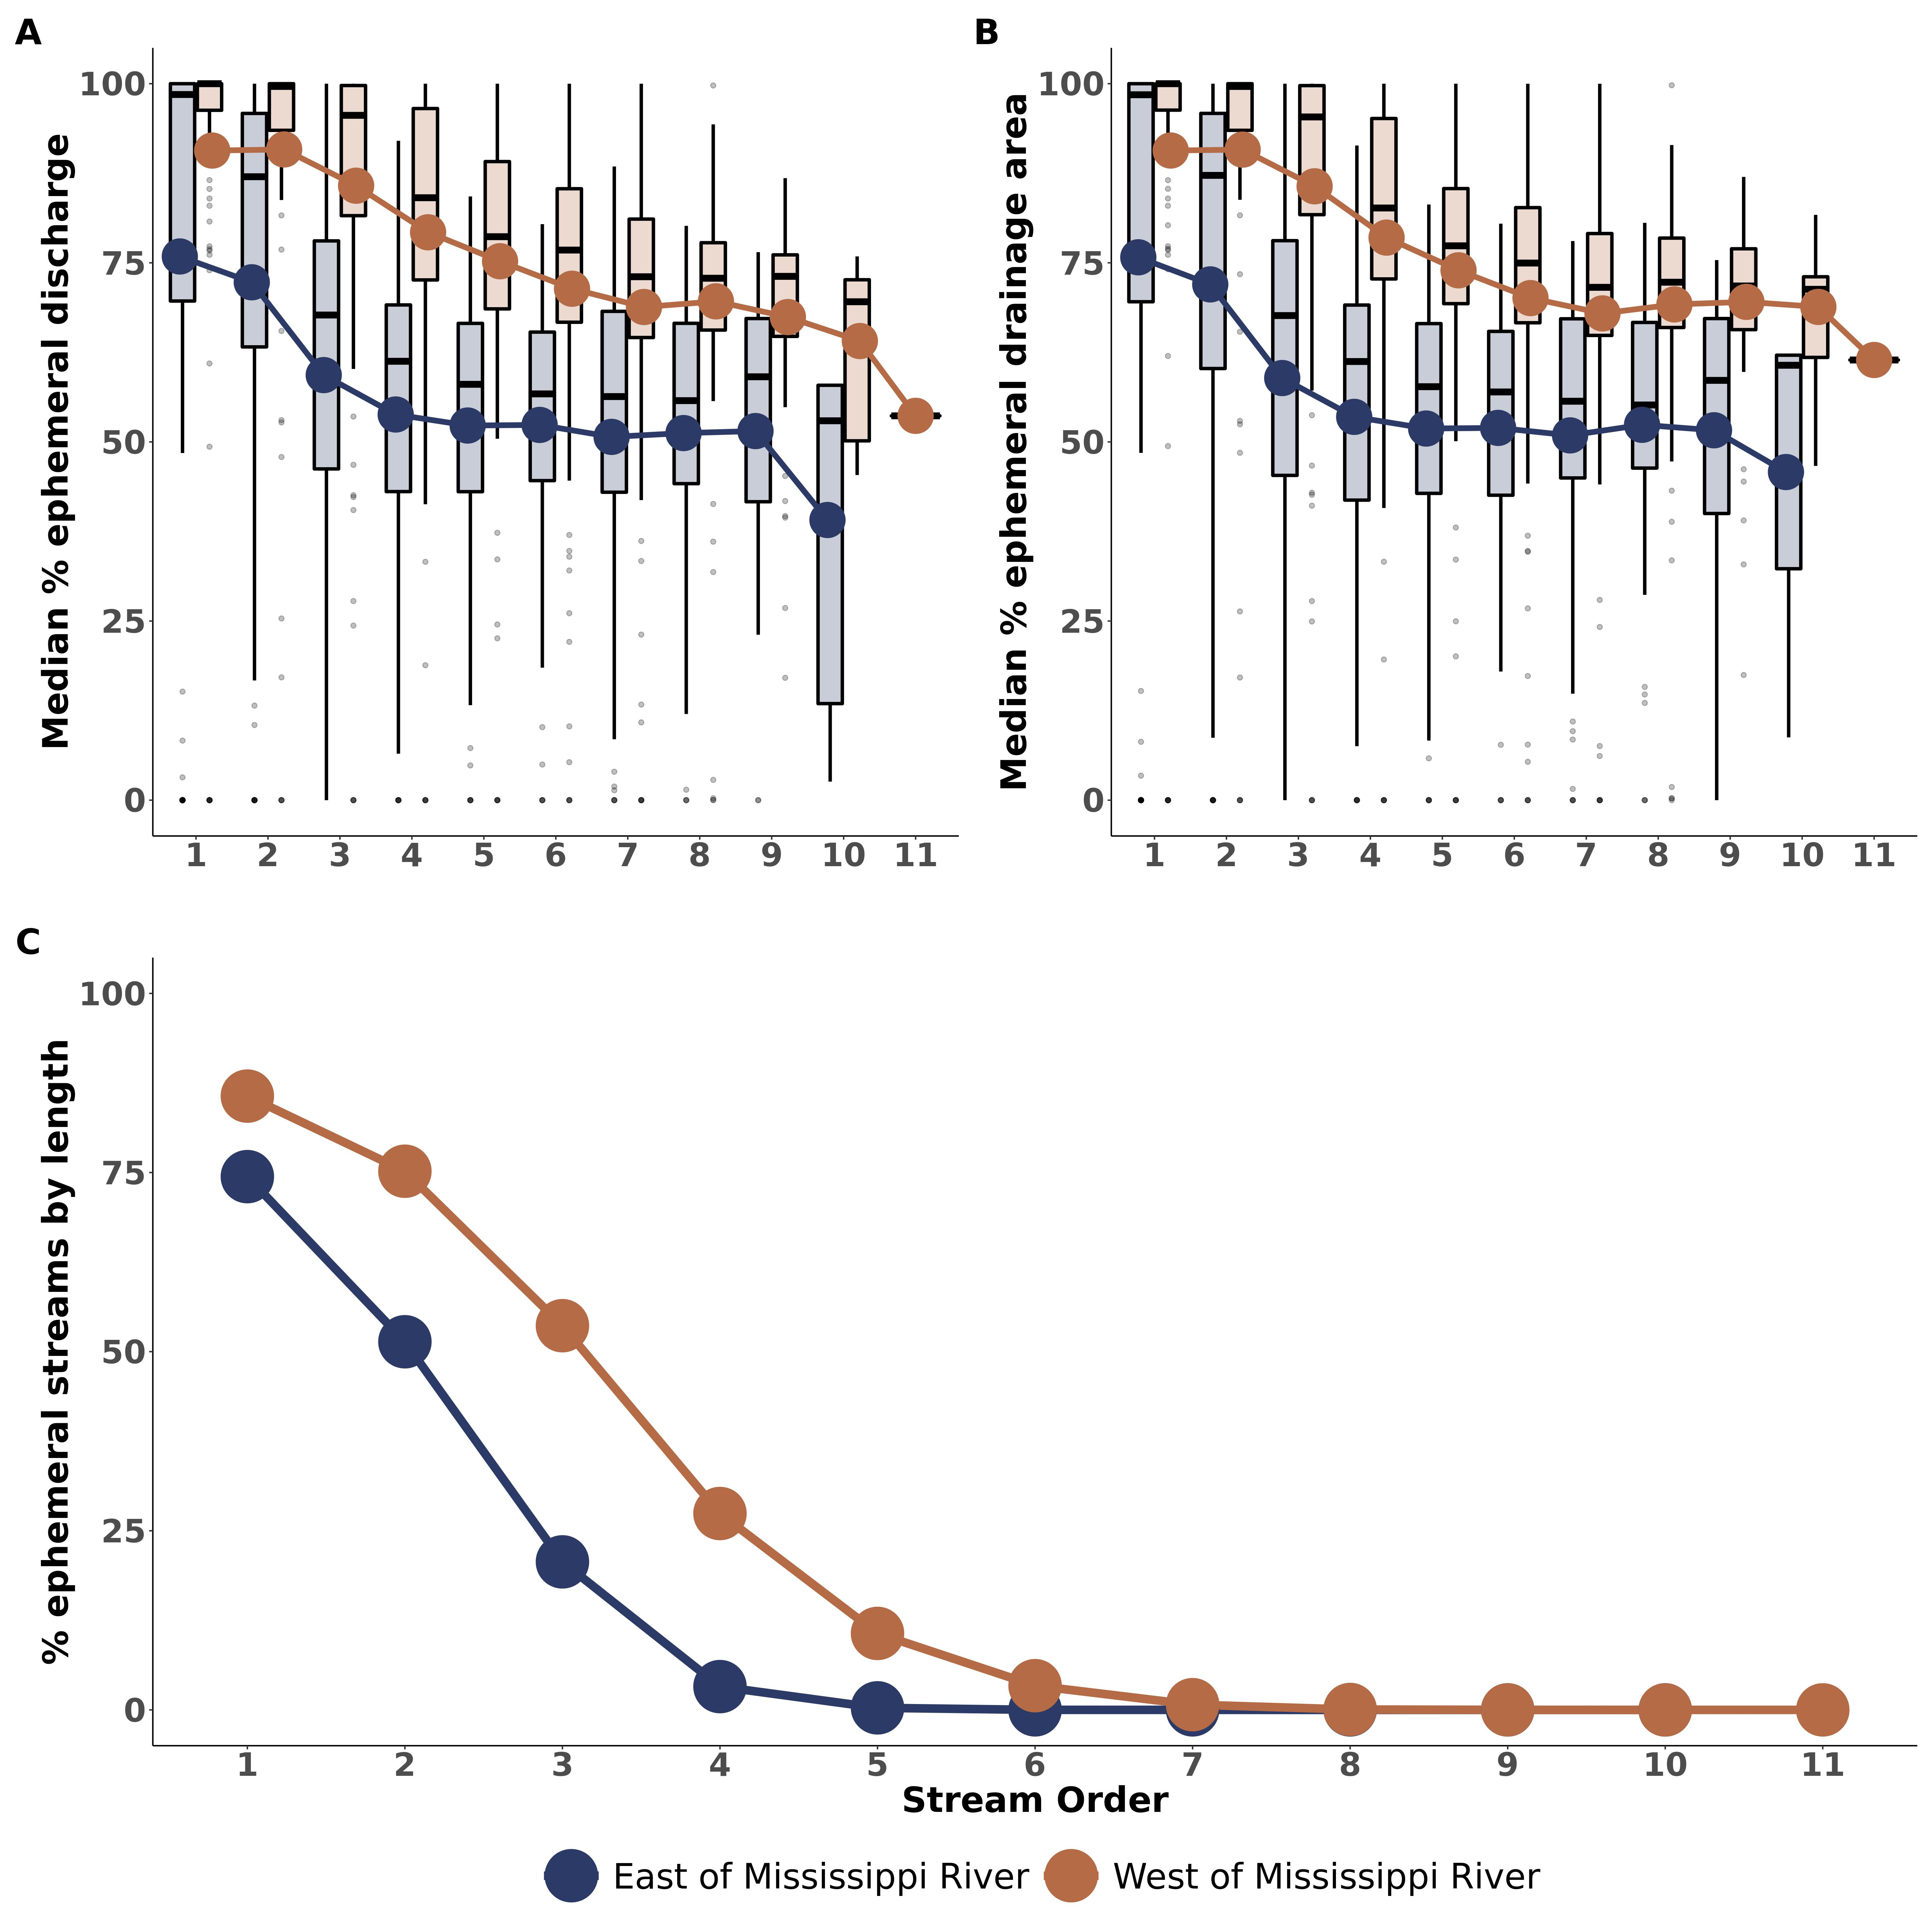 A
Median % ephemeral discharge
100
75
50
25
0
1 2 3 4 5 6 7 8 9 10 11
B
Median % ephemeral drainage area
100
75
50
25
0
1 2 3 4 5 6 7 8 9 10 11
C
% ephemeral streams by length
100
75
50
25
0
1 2 3 4 5 6 7 8 9 10 11
Stream Order
East of Mississippi River West of Mississippi River